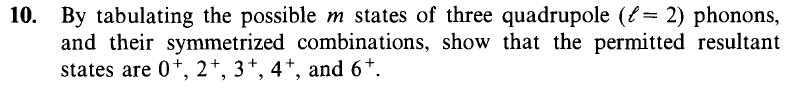 10. By tabulating the possible m states of three quadrupole (ℓ = 2) phonons,
and their symmetrized combinations, show that the permitted resultant
states are 0⁺, 2⁺, 3⁺, 4⁺, and 6⁺.